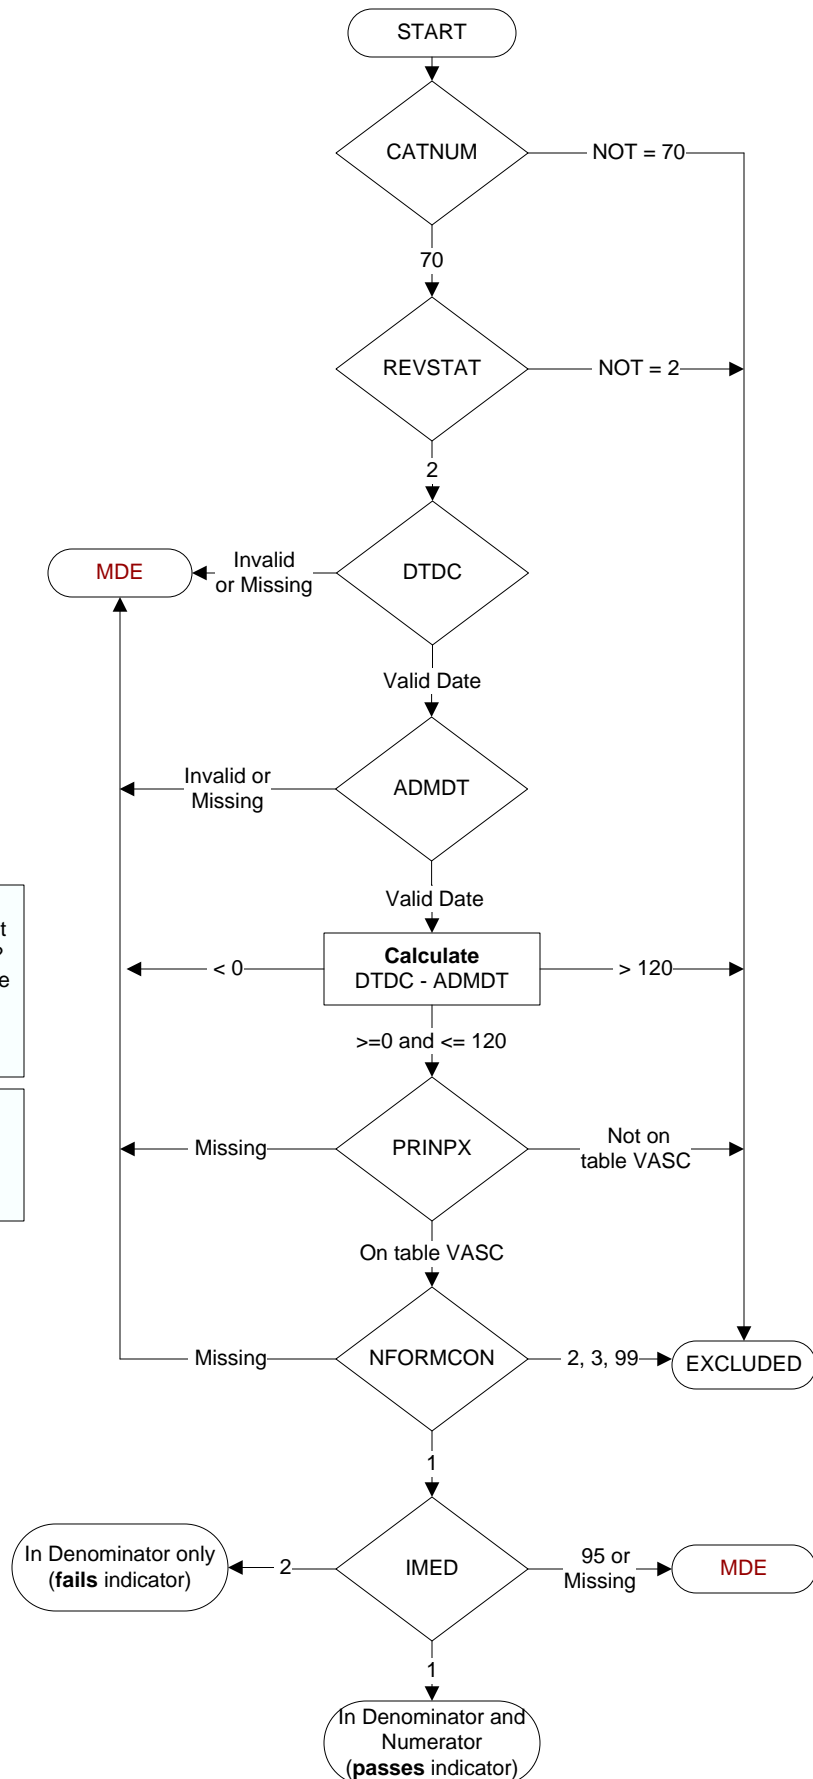 START
CATNUM
NOT = 70
70
REVSTAT
NOT = 2
2
MDE
Invalid
or Missing
DTDC
Valid Date
Invalid or
Missing
ADMDT
Valid Date
t
?
e
< 0
Calculate
DTDC - ADMDT
> 120
>=0 and <= 120
Missing
PRINPX
Not on
table VASC
On table VASC
Missing
NFORMCON
2, 3, 99
EXCLUDED
1
In Denominator only
(fails indicator)
2
IMED
95 or
Missing
MDE
1
In Denominator and
Numerator
(passes indicator)